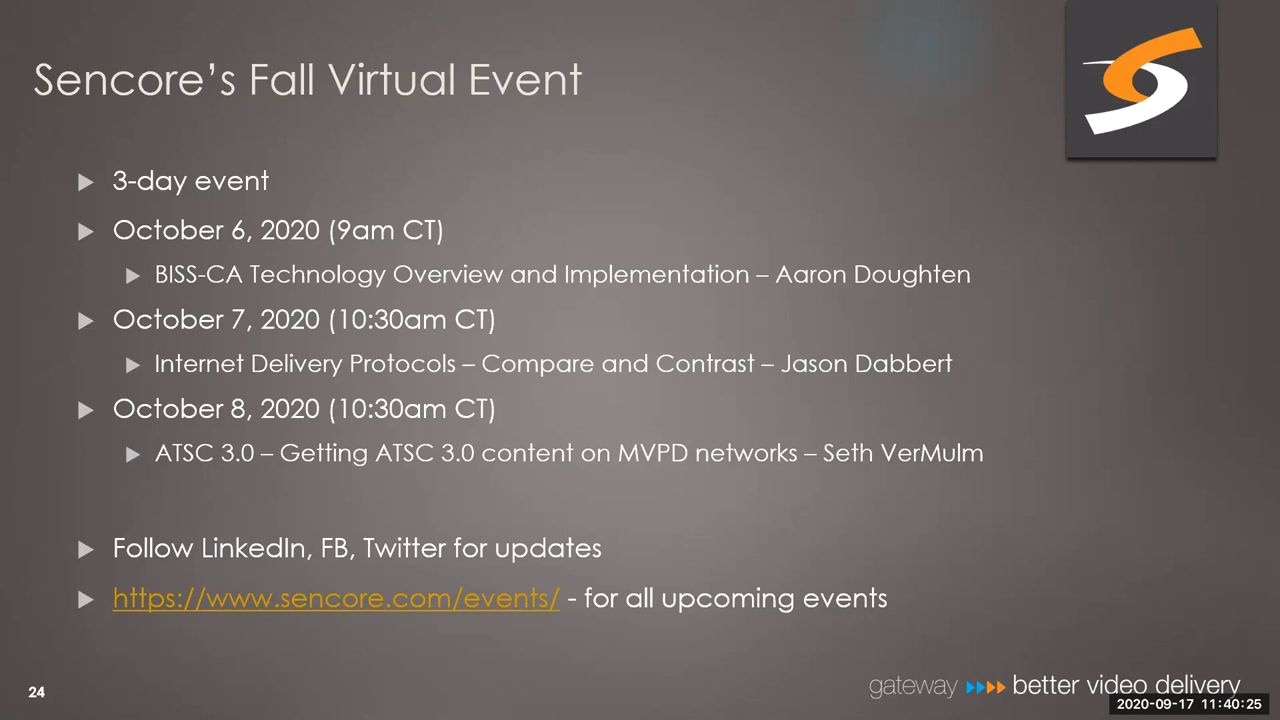 Sencore’s Fall Virtual Event
3-day event
October 6, 2020 (9am CT)
BISS-CA Technology Overview and Implementation – Aaron Doughten
October 7, 2020 (10:30am CT)
Internet Delivery Protocols – Compare and Contrast – Jason Dabbert
October 8, 2020 (10:30am CT)
ATSC 3.0 – Getting ATSC 3.0 content on MVPD networks – Seth VerMulm
Follow LinkedIn, FB, Twitter for updates
https://www.sencore.com/events/ - for all upcoming events
24
gateway better video delivery
2020-09-17 11:40:25